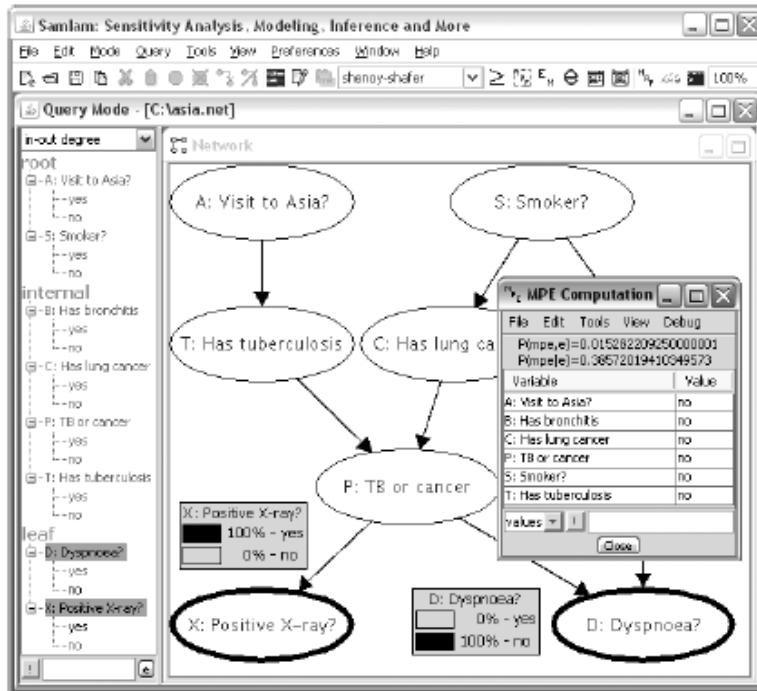 Samlam: Sensitivity Analysis, Modeling, Inference and More
File Edit Mode Query Tools View Preferences Window Help
shenoy-shafer
100%
Query Mode - [C:\asia.net]
in-out degree
root
A: Visit to Asia?
yes
no
S: Smoker?
yes
no
internal
B: Has bronchitis
yes
no
C: Has lung cancer
yes
no
P: TB or cancer
yes
no
T: Has tuberculosis
yes
no
leaf
D: Dyspnoea?
yes
no
X: Positive X-ray?
yes
no
Network
A: Visit to Asia?
S: Smoker?
T: Has tuberculosis
C: Has lung ca
P: TB or cancer
X: Positive X-ray?
100% - yes
0% - no
D: Dyspnoea?
0% - yes
100% - no
X: Positive X-ray?
D: Dyspnoea?
MPE Computation
File Edit Tools View Debug
P(mpe,e)=0.015282209250000001
P(mpe|e)=0.38572019410349573
Variable Value
A: Visit to Asia? no
B: Has bronchitis no
C: Has lung cancer no
P: TB or cancer no
S: Smoker? no
T: Has tuberculosis no
values !
Close